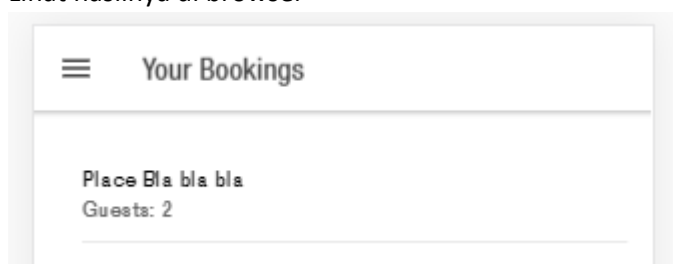 Lihat hasilnya di browser
Your Bookings
Place Bla bla bla
Guests: 2